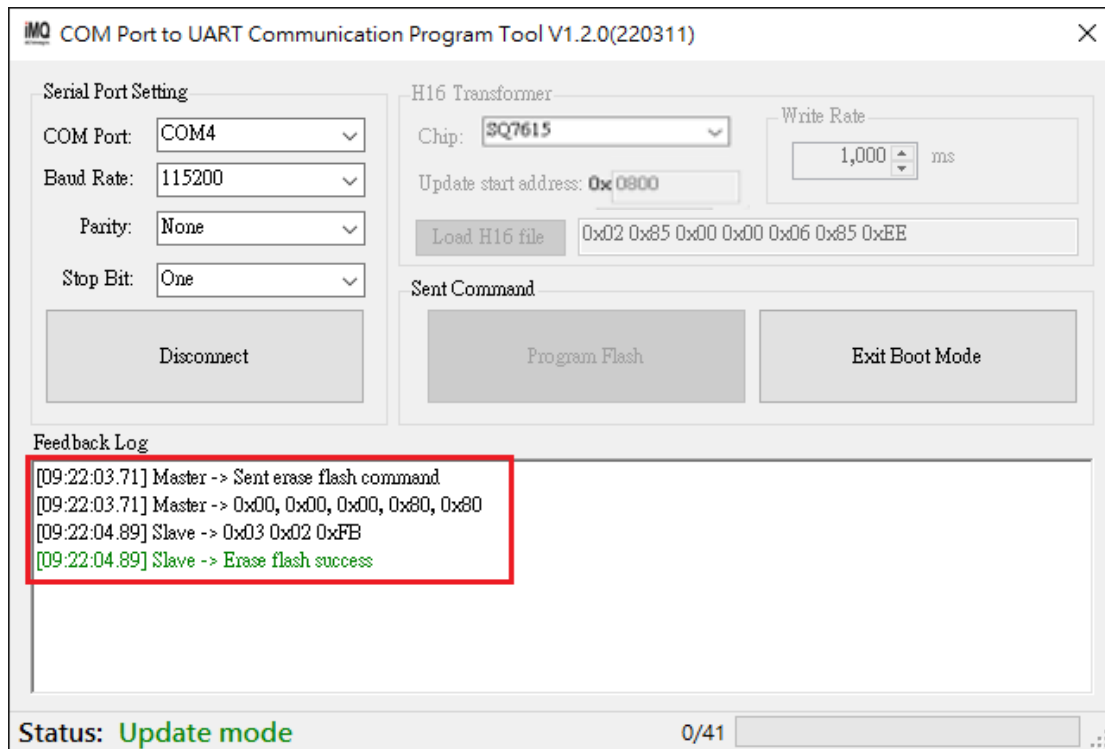 iMQ COM Port to UART Communication Program Tool V1.2.0(220311)
Serial Port Setting
COM Port: COM4
Baud Rate: 115200
Parity: None
Stop Bit: One
Disconnect
H16 Transformer
Chip: SQ7615
Update start address: 0x 0800
Load H16 file 0x02 0x85 0x00 0x00 0x06 0x85 0xEE
Write Rate
1,000 ms
Sent Command
Program Flash
Exit Boot Mode
Feedback Log
[09:22:03.71] Master -> Sent erase flash command
[09:22:03.71] Master -> 0x00, 0x00, 0x00, 0x80, 0x80
[09:22:04.89] Slave -> 0x03 0x02 0xFB
[09:22:04.89] Slave -> Erase flash success
Status: Update mode
0/41